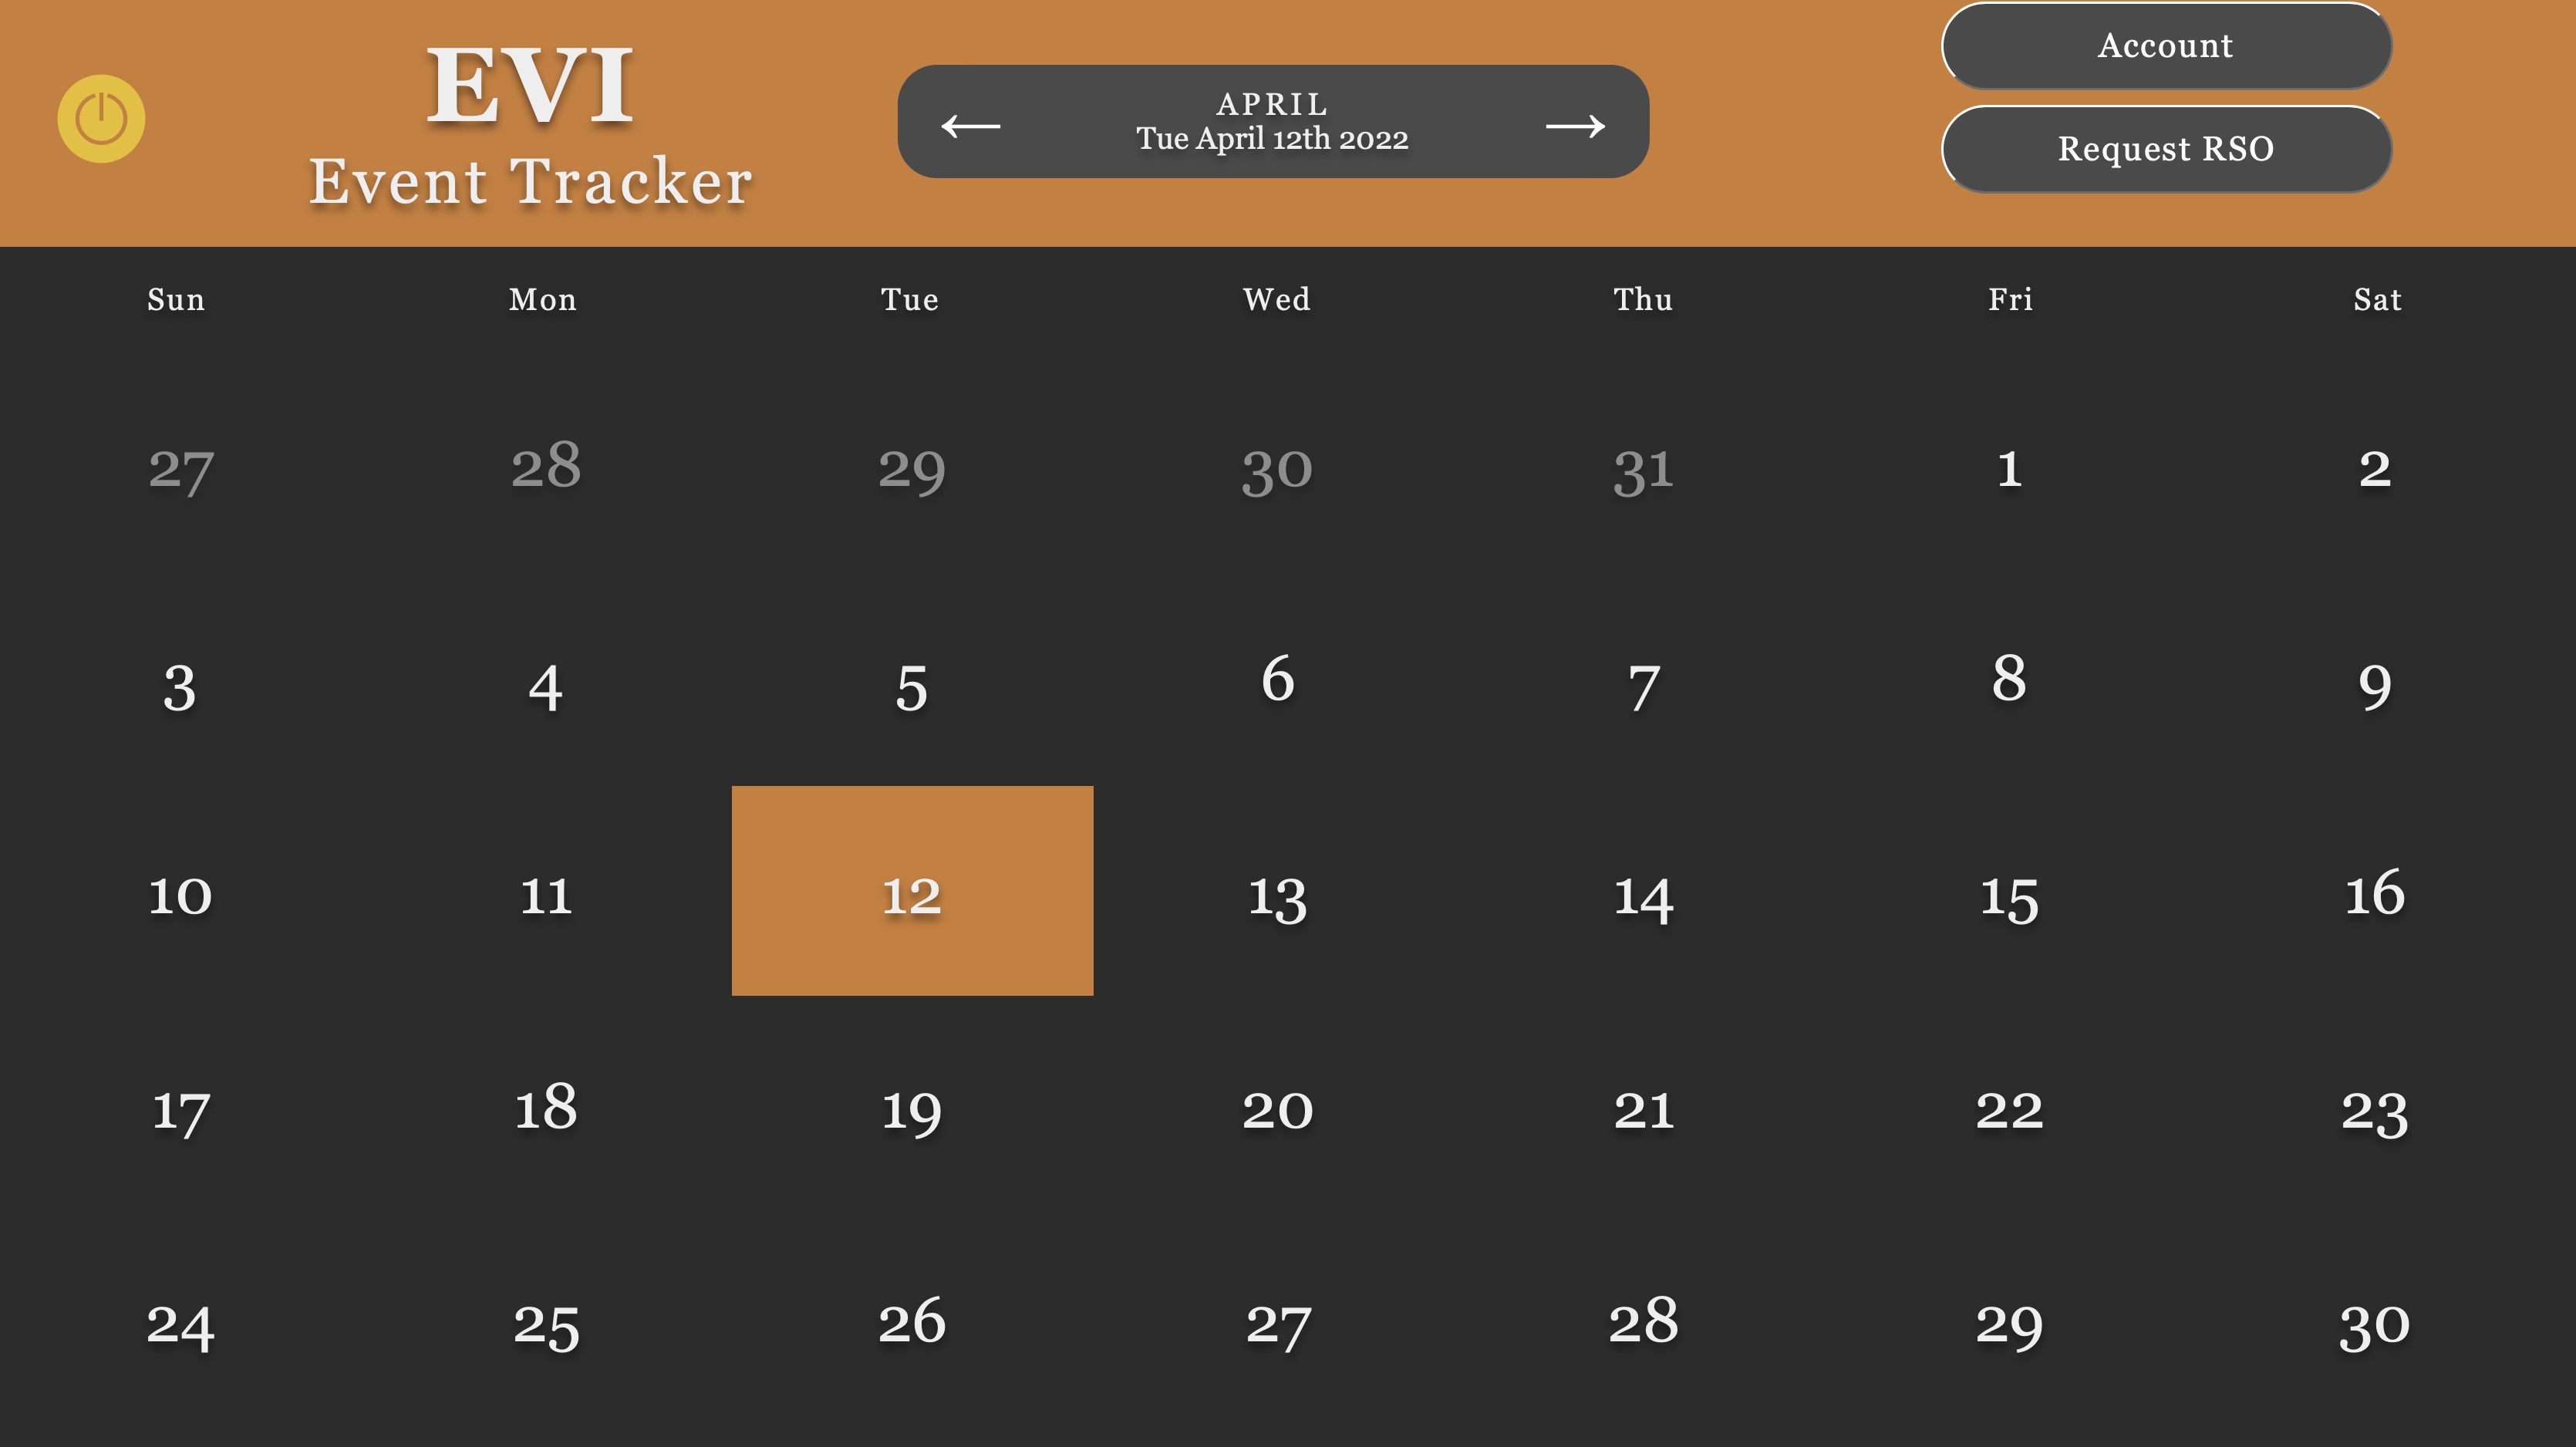 EVI
Event Tracker
← APRIL →
Tue April 12th 2022
Account
Request RSO
Sun Mon Tue Wed Thu Fri Sat
27 28 29 30 31 1 2
3 4 5 6 7 8 9
10 11 12 13 14 15 16
17 18 19 20 21 22 23
24 25 26 27 28 29 30